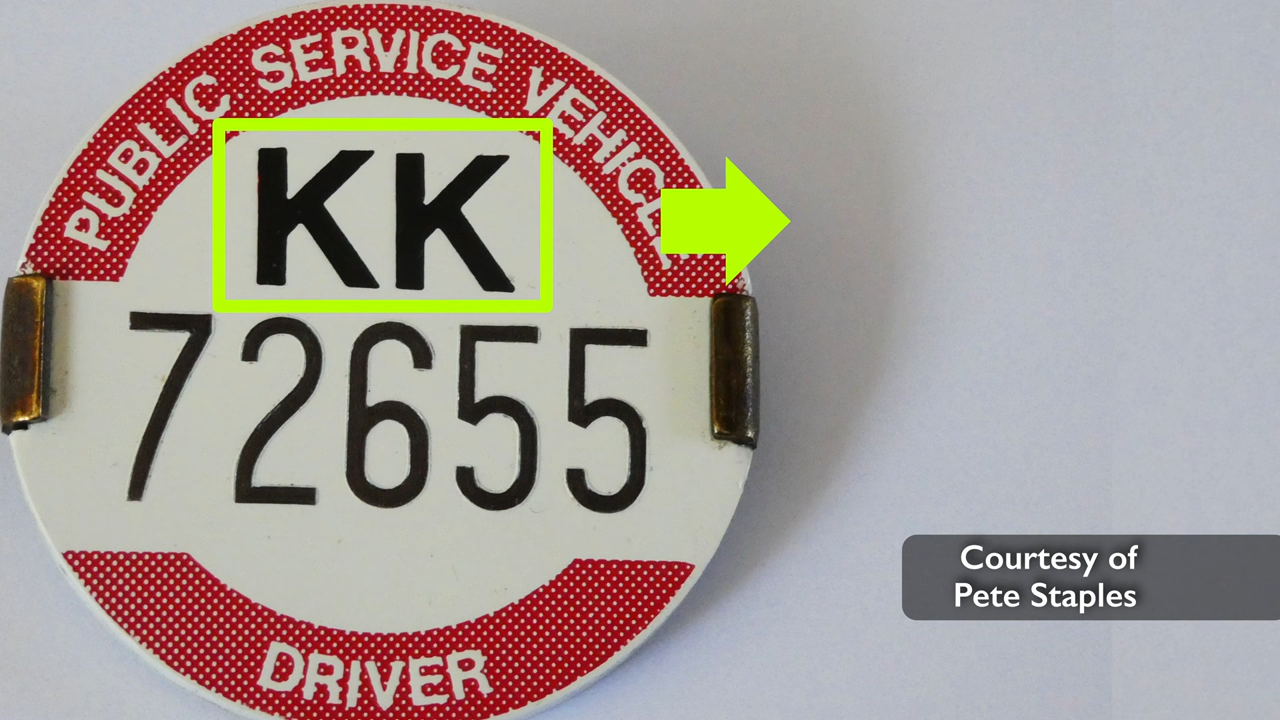 PUBLIC SERVICE VEHICLE
KK
72655
DRIVER
Courtesy of
Pete Staples